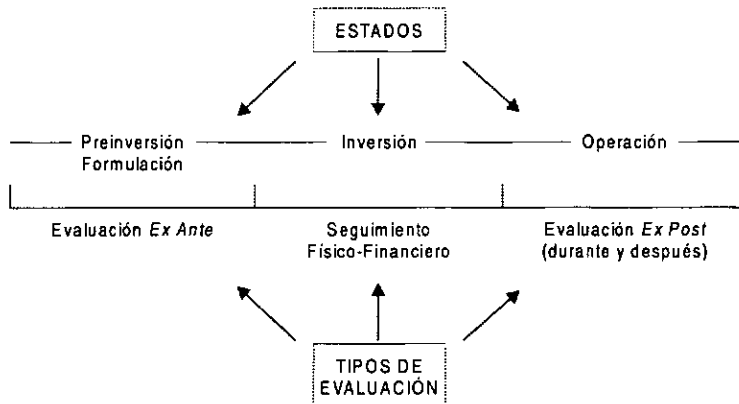 ESTADOS
Preinversión
Formulación
Inversión
Operación
Evaluación Ex Ante
Seguimiento
Físico-Financiero
Evaluación Ex Post
(durante y después)
TIPOS DE
EVALUACIÓN